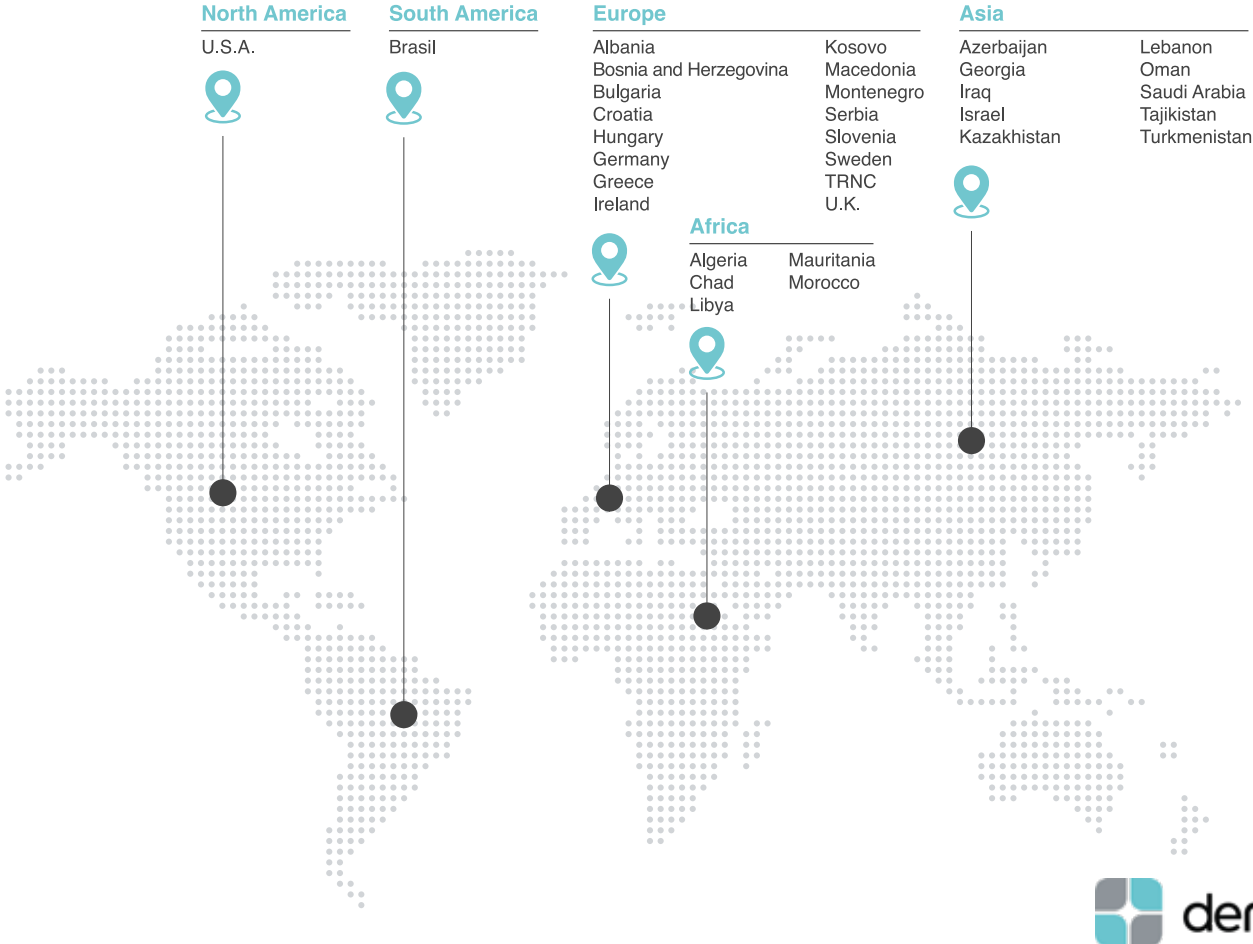 North America
U.S.A.
South America
Brasil
Europe
Albania
Bosnia and Herzegovina
Bulgaria
Croatia
Hungary
Germany
Greece
Ireland
Kosovo
Macedonia
Montenegro
Serbia
Slovenia
Sweden
TRNC
U.K.
Asia
Azerbaijan
Georgia
Iraq
Israel
Kazakhistan
Lebanon
Oman
Saudi Arabia
Tajikistan
Turkmenistan
Africa
Algeria
Chad
Libya
Mauritania
Morocco